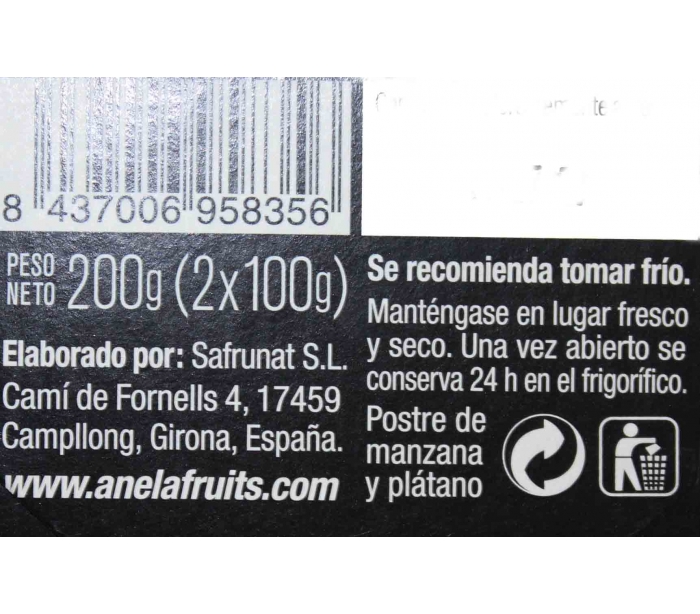 8 437006 958356
PESO
NETO 200g (2x100g)
Elaborado por: Safrunat S.L.
Camí de Fornells 4, 17459
Campllong, Girona, España.
www.anelafruits.com
Se recomienda tomar frío.
Manténgase en lugar fresco
y seco. Una vez abierto se
conserva 24 h en el frigorífico.
Postre de
manzana
y plátano